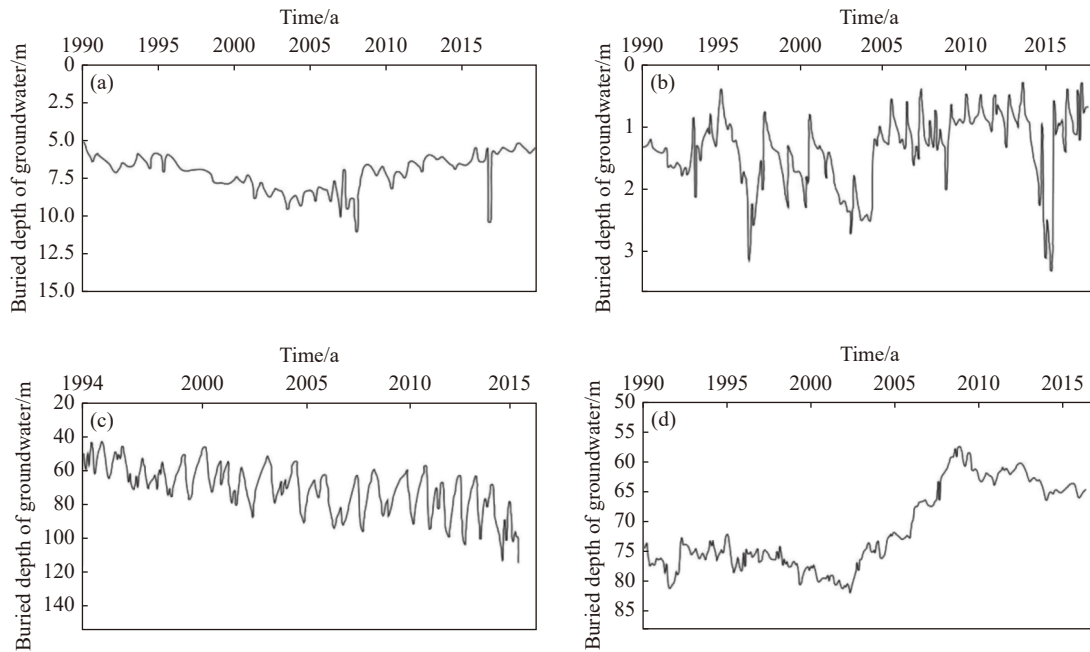 Time/a
1990 1995 2000 2005 2010 2015
0
2.5
5.0
7.5
10.0
12.5
15.0
Buried depth of groundwater/m
(a)
Time/a
1990 1995 2000 2005 2010 2015
0
1
2
3
Buried depth of groundwater/m
(b)
Time/a
1994 2000 2005 2010 2015
20
40
60
80
100
120
140
Buried depth of groundwater/m
(c)
Time/a
1990 1995 2000 2005 2010 2015
50
55
60
65
70
75
80
85
Buried depth of groundwater/m
(d)